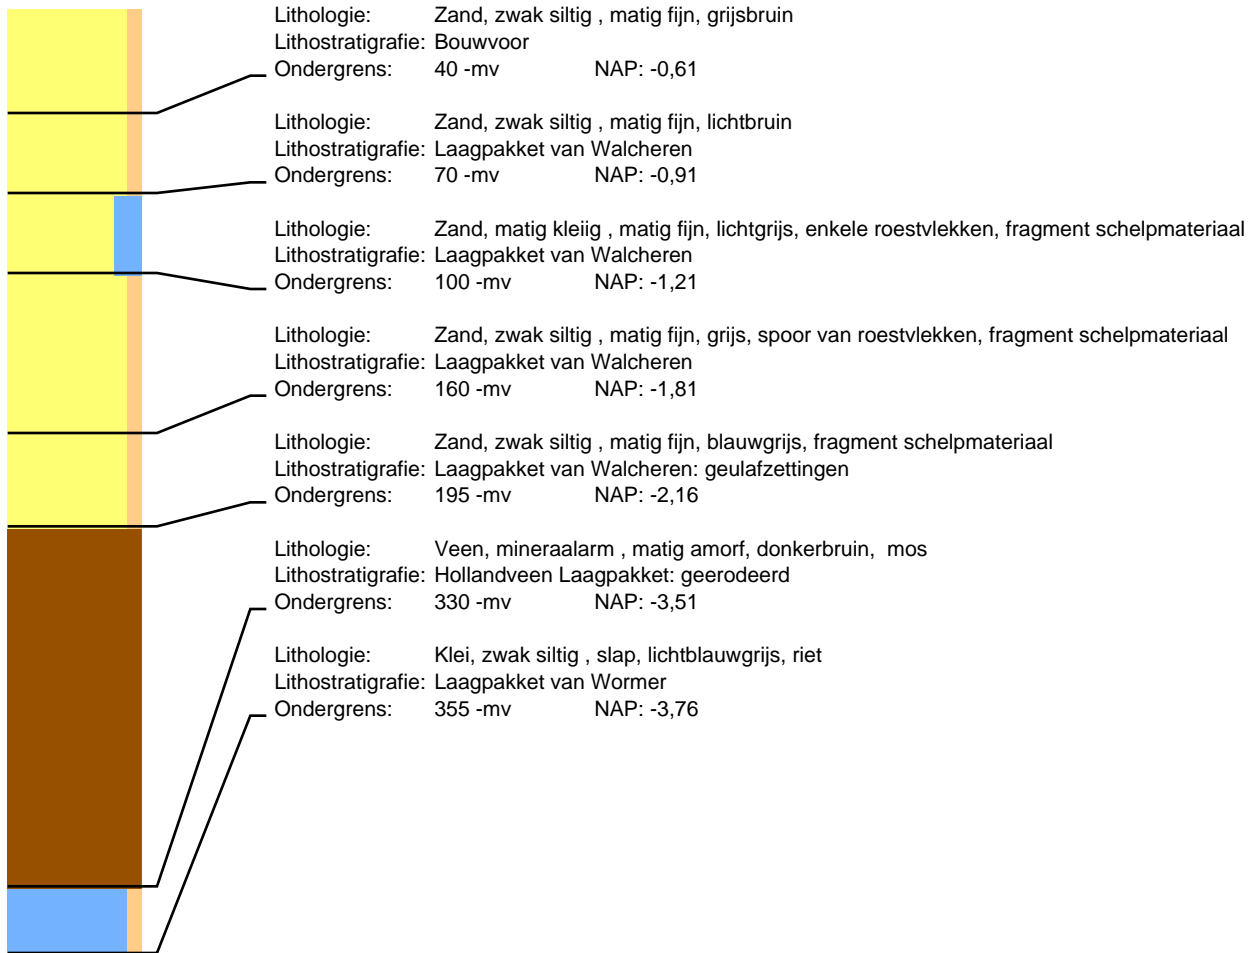 Lithologie: Zand, zwak siltig , matig fijn, grijsbruin
Lithostratigrafie: Bouwvoor
Ondergrens: 40 -mv NAP: -0,61
Lithologie: Zand, zwak siltig , matig fijn, lichtbruin
Lithostratigrafie: Laagpakket van Walcheren
Ondergrens: 70 -mv NAP: -0,91
Lithologie: Zand, matig kleiig , matig fijn, lichtgrijs, enkele roestvlekken, fragment schelpmateriaal
Lithostratigrafie: Laagpakket van Walcheren
Ondergrens: 100 -mv NAP: -1,21
Lithologie: Zand, zwak siltig , matig fijn, grijs, spoor van roestvlekken, fragment schelpmateriaal
Lithostratigrafie: Laagpakket van Walcheren
Ondergrens: 160 -mv NAP: -1,81
Lithologie: Zand, zwak siltig , matig fijn, blauwgrijs, fragment schelpmateriaal
Lithostratigrafie: Laagpakket van Walcheren: geulafzettingen
Ondergrens: 195 -mv NAP: -2,16
Lithologie: Veen, mineraalarm , matig amorf, donkerbruin, mos
Lithostratigrafie: Hollandveen Laagpakket: geerodeerd
Ondergrens: 330 -mv NAP: -3,51
Lithologie: Klei, zwak siltig , slap, lichtblauwgrijs, riet
Lithostratigrafie: Laagpakket van Wormer
Ondergrens: 355 -mv NAP: -3,76